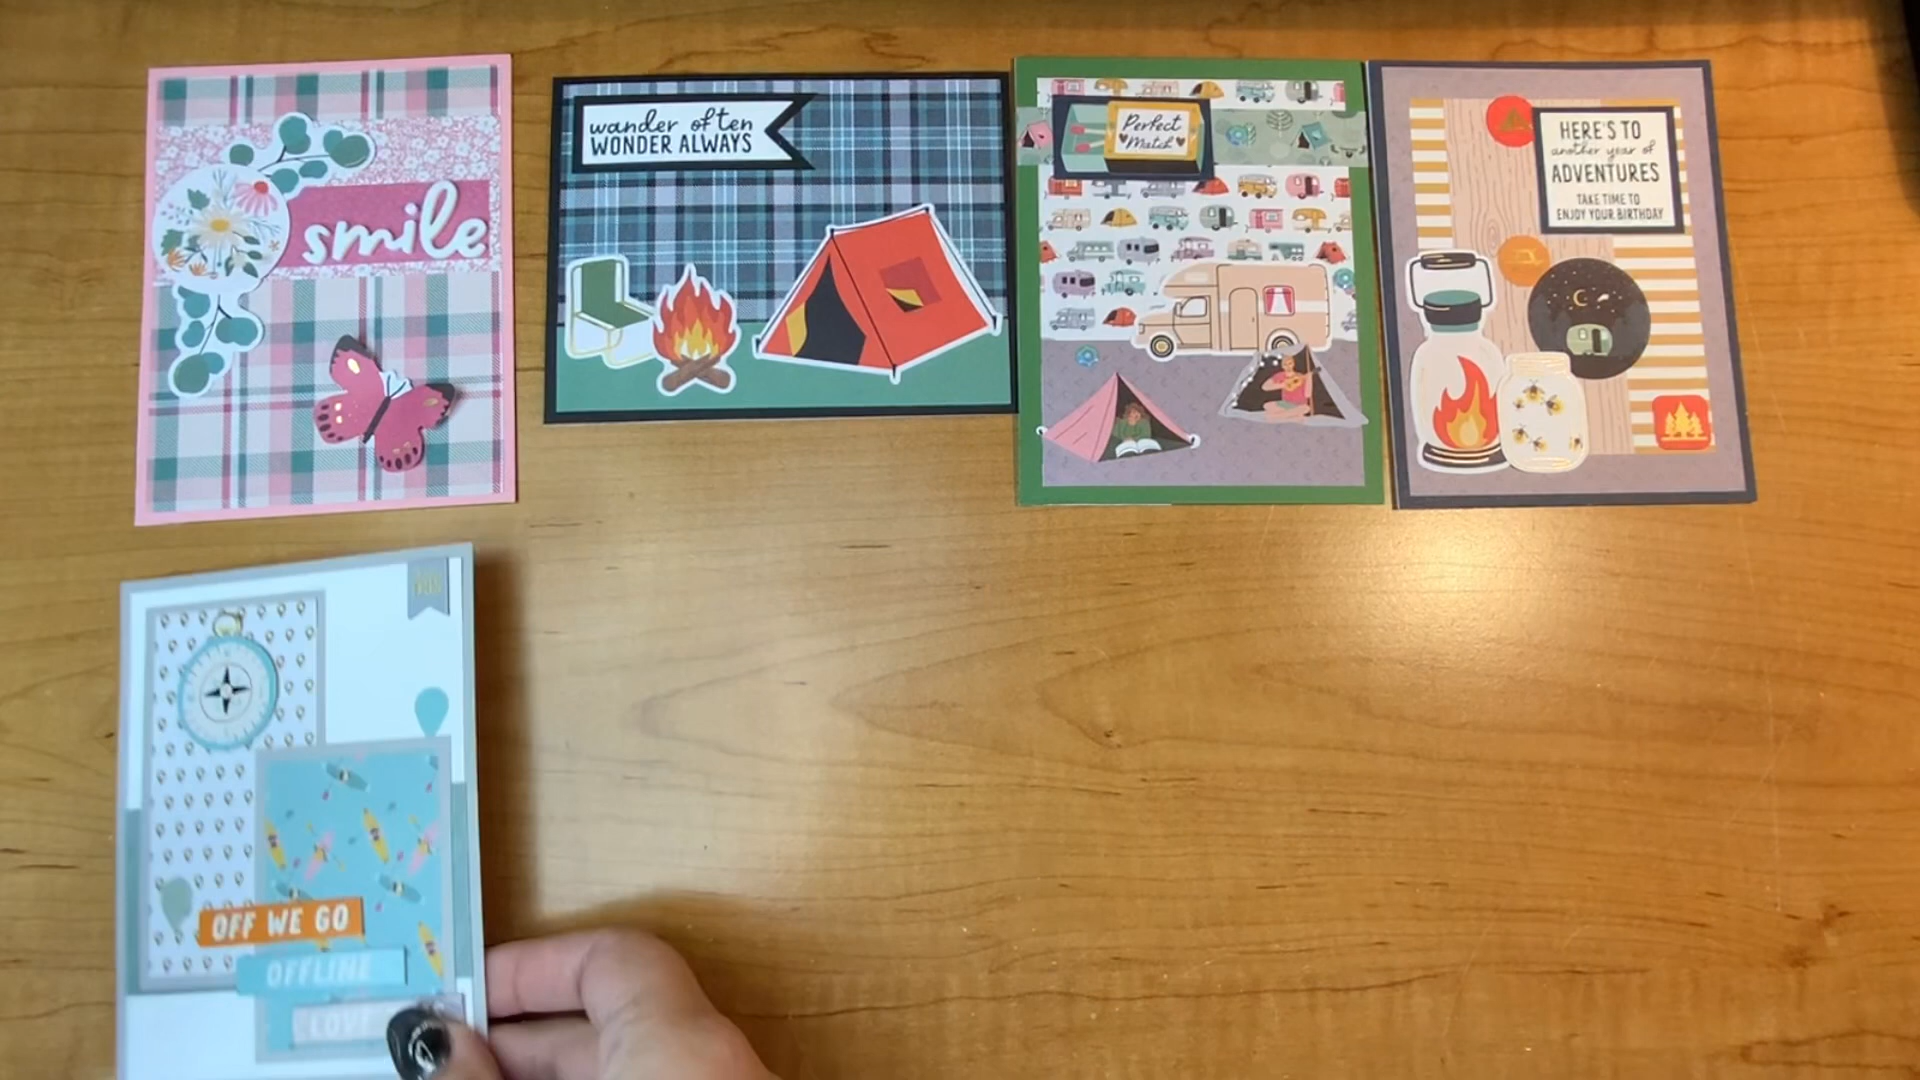 smile
wander often
WONDER ALWAYS
Perfect
Match
HERE'S TO
another year of
ADVENTURES
TAKE TIME TO
ENJOY YOUR BIRTHDAY
OFF WE GO
OFFLINE
LOVE